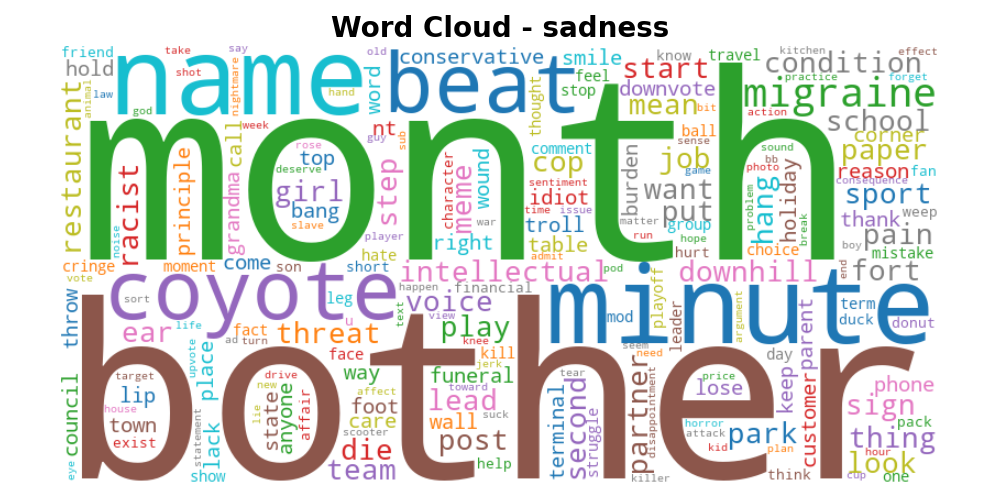 Word Cloud - sadness
friend
take
say
old
conservative
smile
know
travel
kitchen
effect
hold
shot
name
beat
feel
start
condition
law
animal
nightmare
hand
word
stop
downvote
practice
forget
god
thought
mean
bit
migraine
restaurant
week
guy
nt
sub
ball
action
school
call
rose
top
comment
cop
sense
job
game
sound
bb
photo
corner
paper
racist
principle
grandma
deserve
girl
step
character
meme
wound
sentiment
idiot
burden
want
reason
fan
consequence
month
bang
slave
time
issue
put
problem
hang
holiday
sport
noise
player
war
troll
matter
group
break
thank
weep
hate
right
table
run
hope
boy
pain
admit
hurt
choice
mistake
cringe
moment
come
son
short
intellectual
pod
downhill
end
fort
vote
throw
coyote
sort
leg
text
happen
financial
voice
view
minute
mod
playoff
leader
argument
term
duck
donut
ear
life
fact
turn
ad
threat
u
play
knee
jerk
kill
seem
need
day
parent
upvote
place
face
way
funeral
bother
council
target
lip
drive
new
state
anyone
affair
affect
toward
tear
partner
disappointment
price
lose
keep
customer
phone
house
town
lie
foot
care
lead
suck
terminal
second
struggle
horror
attack
park
sign
pack
exist
statement
lack
scooter
wall
post
kid
plan
thing
hour
eye
show
die
team
help
killer
think
cup
look
one